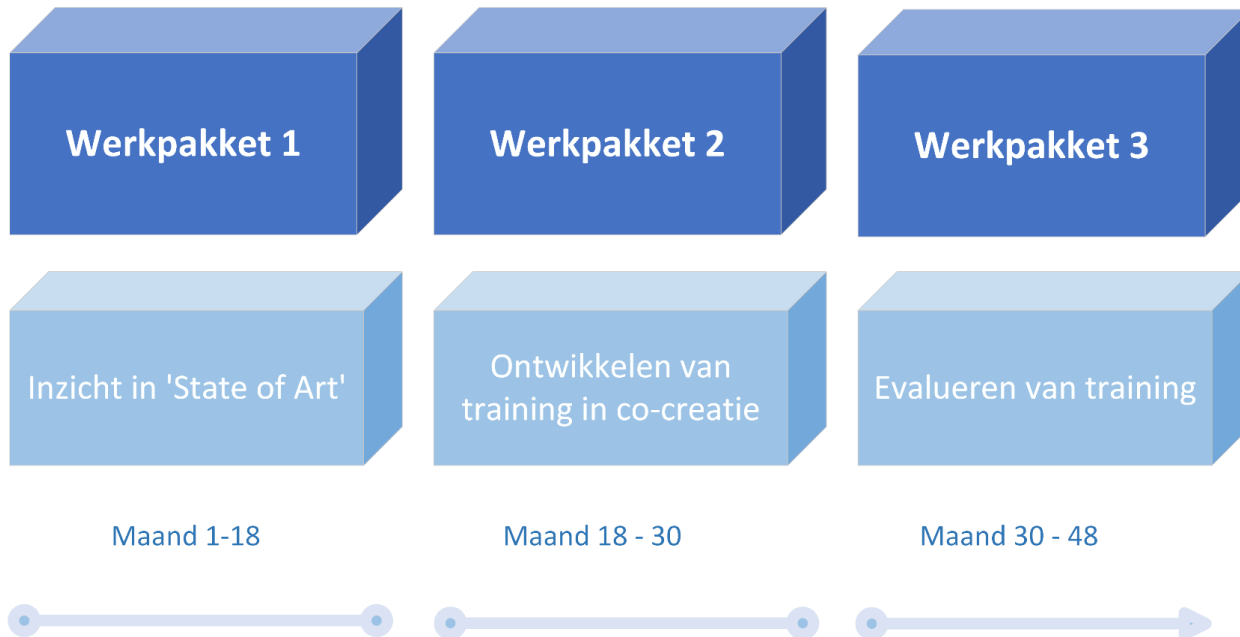 Werkpakket 1
Werkpakket 2
Werkpakket 3
Inzicht in 'State of Art'
Ontwikkelen van
training in co-creatie
Evalueren van training
Maand 1-18
Maand 18 - 30
Maand 30 - 48